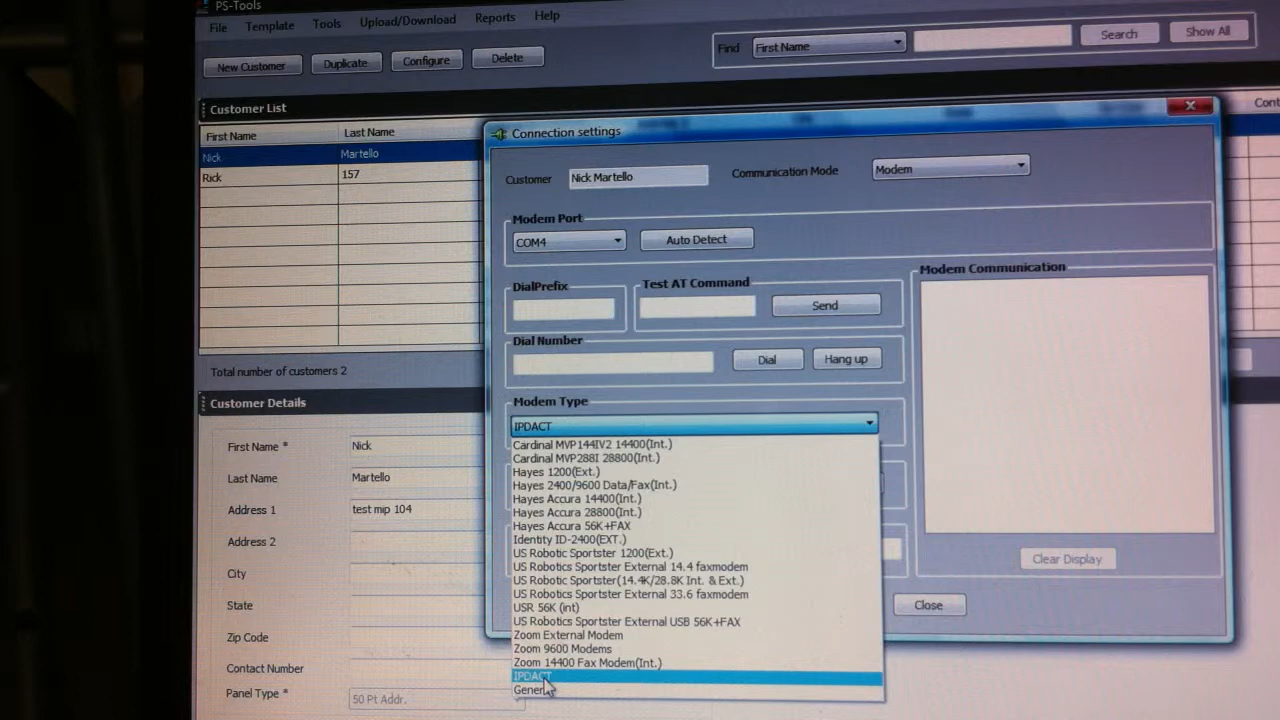 PS-Tools
File Template Tools Upload/Download Reports Help
New Customer Duplicate Configure Delete
Find First Name Search Show All
Customer List
First Name Last Name
Nick Martello
Rick 157
Total number of customers 2
Customer Details
First Name * Nick
Last Name Martello
Address 1 test mip 104
Address 2
City
State
Zip Code
Contact Number
Panel Type * 50 Pt Addr.
Connection settings
Customer Nick Martello Communication Mode Modem
Modem Port
COM4 Auto Detect
DialPrefix Test AT Command
Send
Dial Number
Dial Hang up
Modem Type
IPDACT
Cardinal MVP144IV2 14400(Int.)
Cardinal MVP288I 28800(Int.)
Hayes 1200(Ext.)
Hayes 2400/9600 Data/Fax(Int.)
Hayes Accura 14400(Int.)
Hayes Accura 28800(Int.)
Hayes Accura 56K+FAX
Identity ID-2400(EXT.)
US Robotic Sportster 1200(Ext.)
US Robotics Sportster External 14.4 faxmodem
US Robotic Sportster(14.4K/28.8K Int. & Ext.)
US Robotics Sportster External 33.6 faxmodem
USR 56K (int)
US Robotics Sportster External USB 56K+FAX
Zoom External Modem
Zoom 9600 Modems
Zoom 14400 Fax Modem(Int.)
IPDACT
Modem Communication
Clear Display
Close